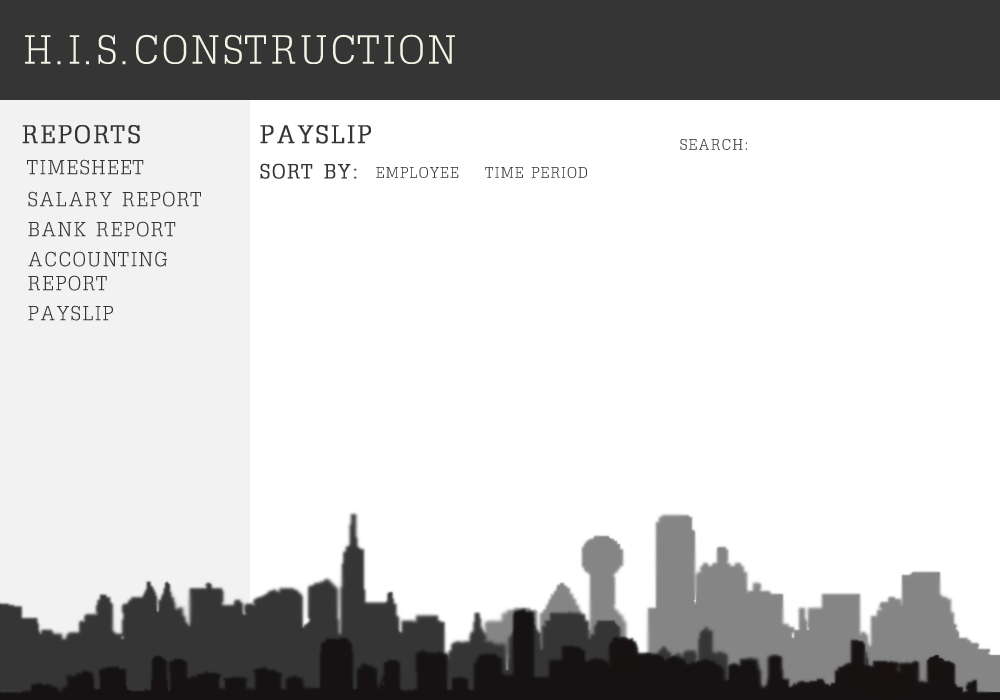 H.I.S.CONSTRUCTION
REPORTS
TIMESHEET
SALARY REPORT
BANK REPORT
ACCOUNTING
REPORT
PAYSLIP
PAYSLIP
SEARCH:
SORT BY: EMPLOYEE TIME PERIOD